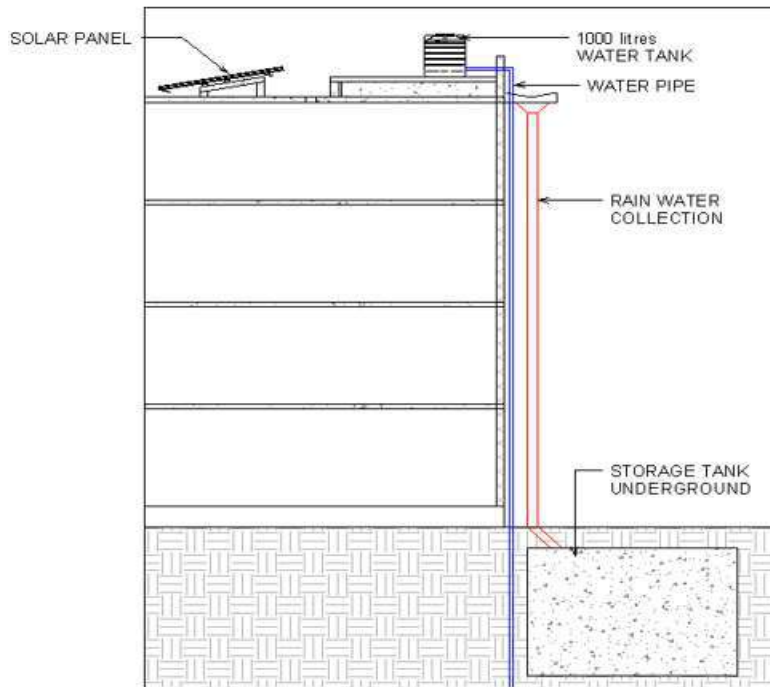 SOLAR PANEL
1000 litres
WATER TANK
WATER PIPE
RAIN WATER
COLLECTION
STORAGE TANK
UNDERGROUND